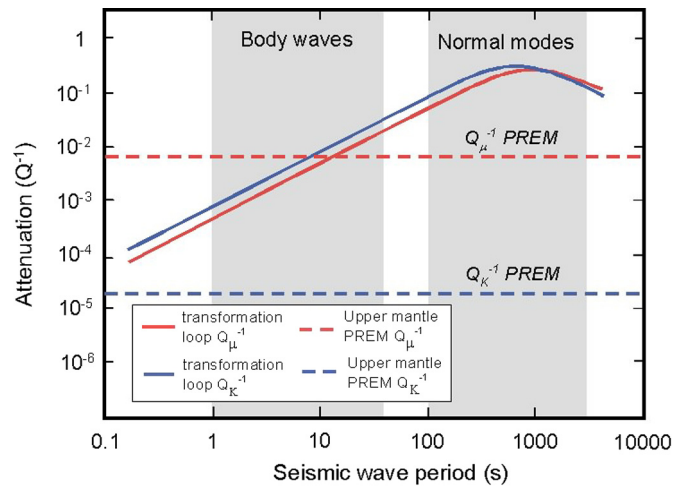 Body waves
Normal modes
1
10⁻¹
10⁻²
10⁻³
10⁻⁴
10⁻⁵
10⁻⁶
Attenuation (Q⁻¹)
Qμ⁻¹ PREM
QK⁻¹ PREM
transformation
loop Qμ⁻¹
Upper mantle
PREM Qμ⁻¹
transformation
loop QK⁻¹
Upper mantle
PREM QK⁻¹
0.1 1 10 100 1000 10000
Seismic wave period (s)